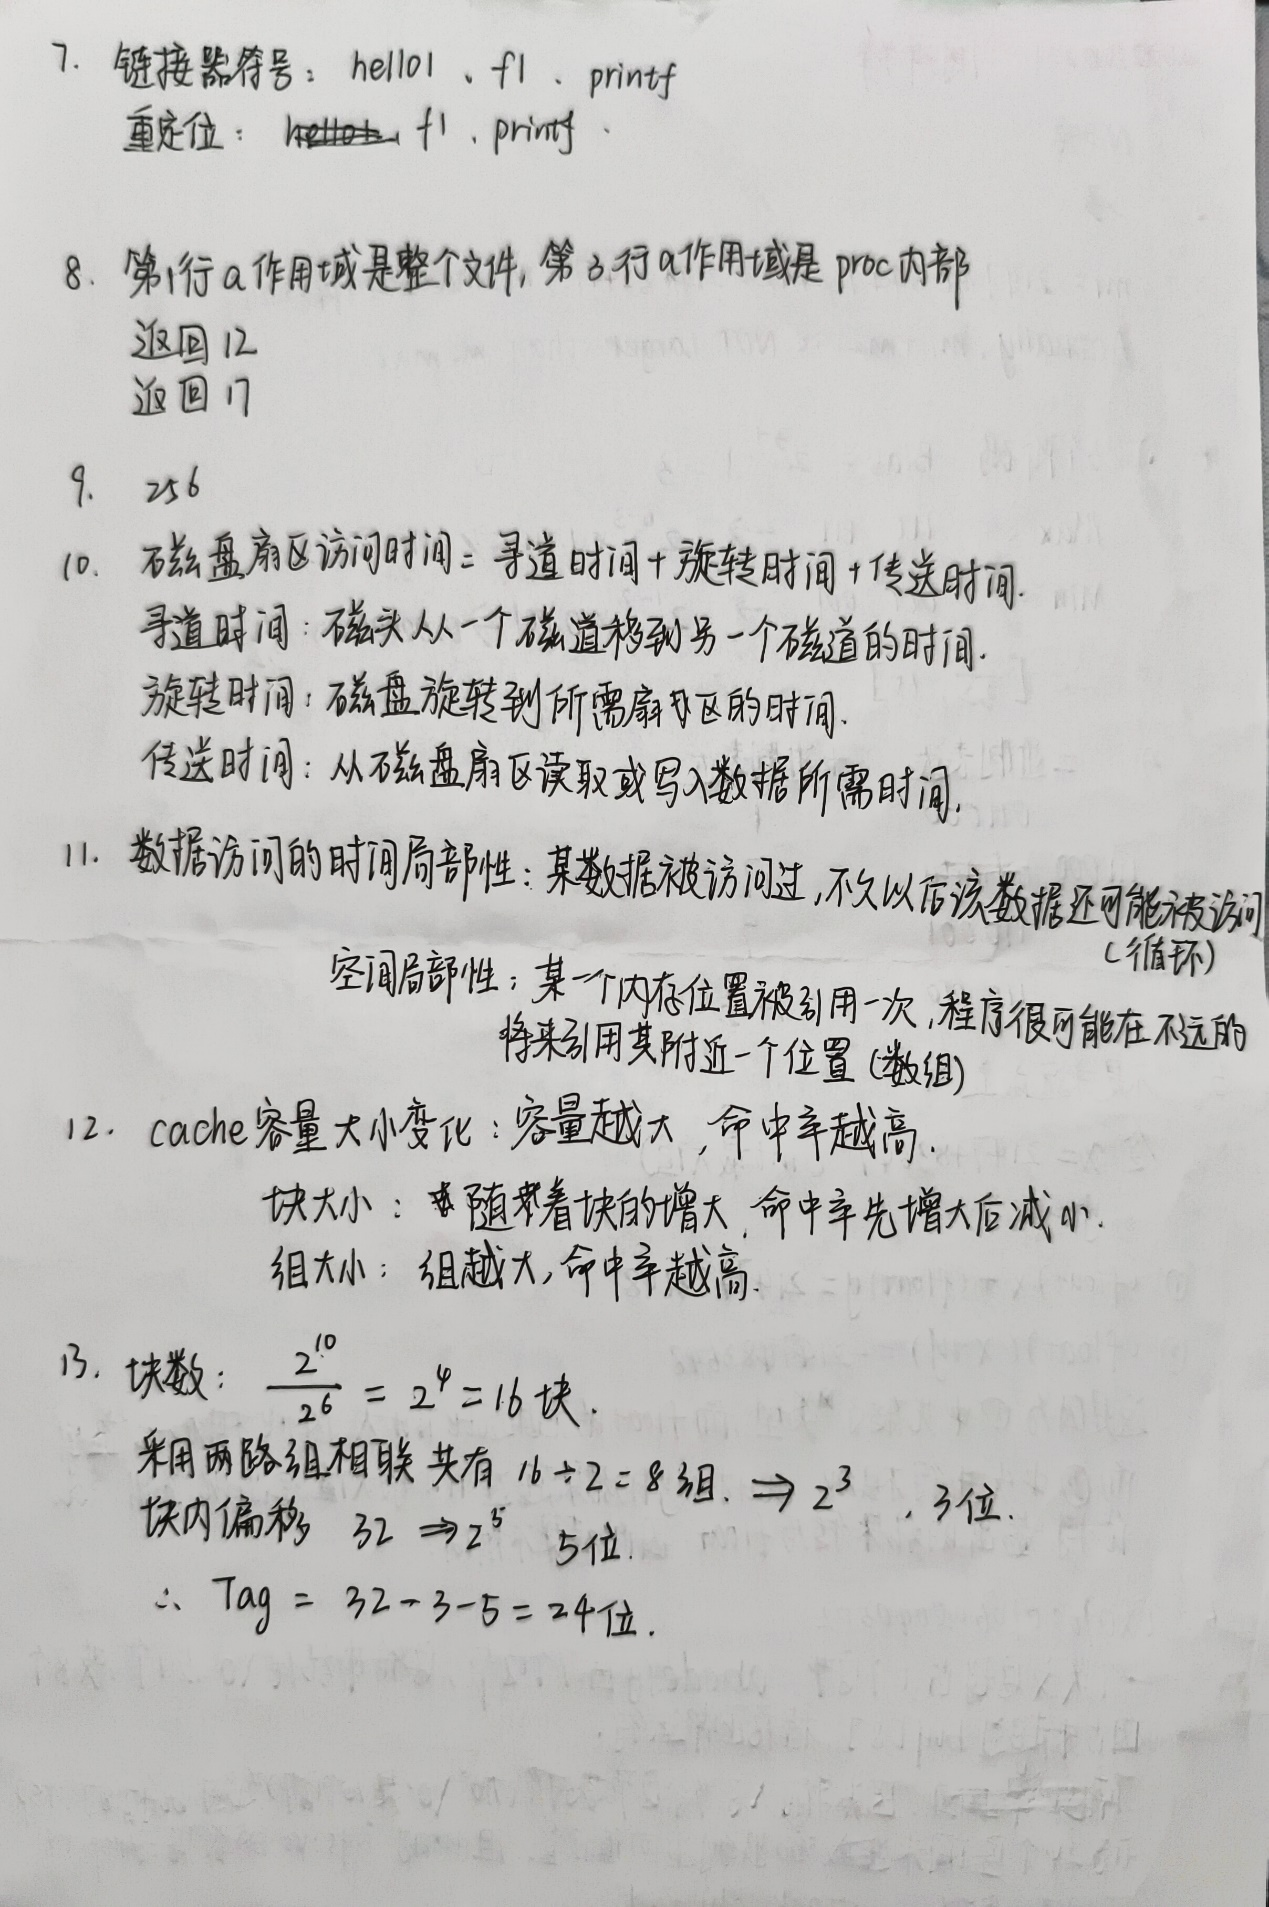 7. 链接器符号：hello1、f1、printf
重定位：f1、printf.
8. 第1行a作用域是整个文件，第3行a作用域是proc内部
返回12
返回17
9. 256
10. 磁盘扇区访问时间=寻道时间+旋转时间+传送时间.
寻道时间：磁头从一个磁道移到另一个磁道的时间.
旋转时间：磁盘旋转到所需扇区的时间.
传送时间：从磁盘扇区读取或写入数据所需时间.
11. 数据访问的时间局部性：某数据被访问过,不久以后该数据还可能被访问
(循环)
空间局部性：某一个内存位置被引用一次,程序很可能在不远的
将来引用其附近一个位置(数组)
12. cache容量大小变化：容量越大,命中率越高.
块大小：随着块的增大,命中率先增大后减小.
组大小：组越大,命中率越高.
13. 块数：2^10/2^6=2^4=16块.
采用两路组相联 共有16÷2=8组. ⇒2^3,3位.
块内偏移 32⇒2^5 5位.
∴ Tag=32-3-5=24位.